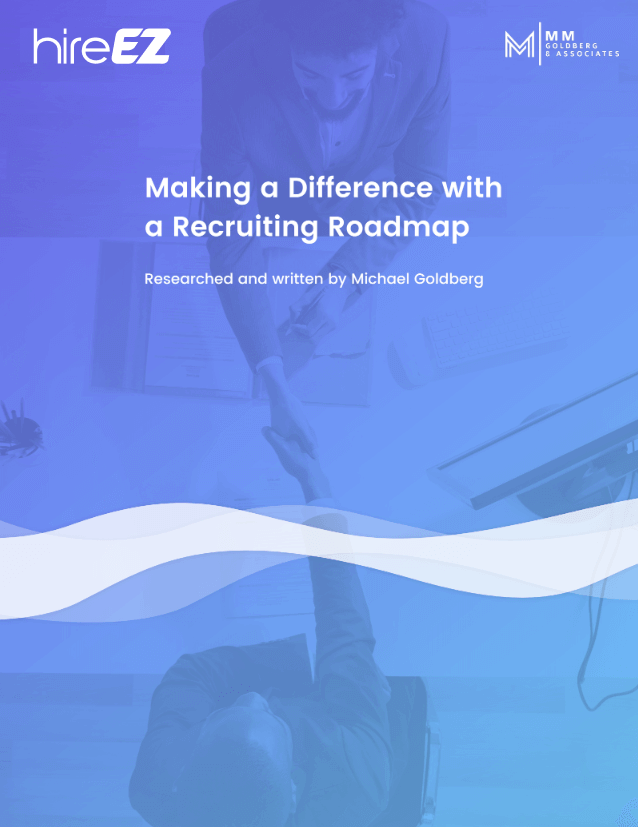 hireEZ
MM
GOLDBERG
& ASSOCIATES
Making a Difference with
a Recruiting Roadmap
Researched and written by Michael Goldberg